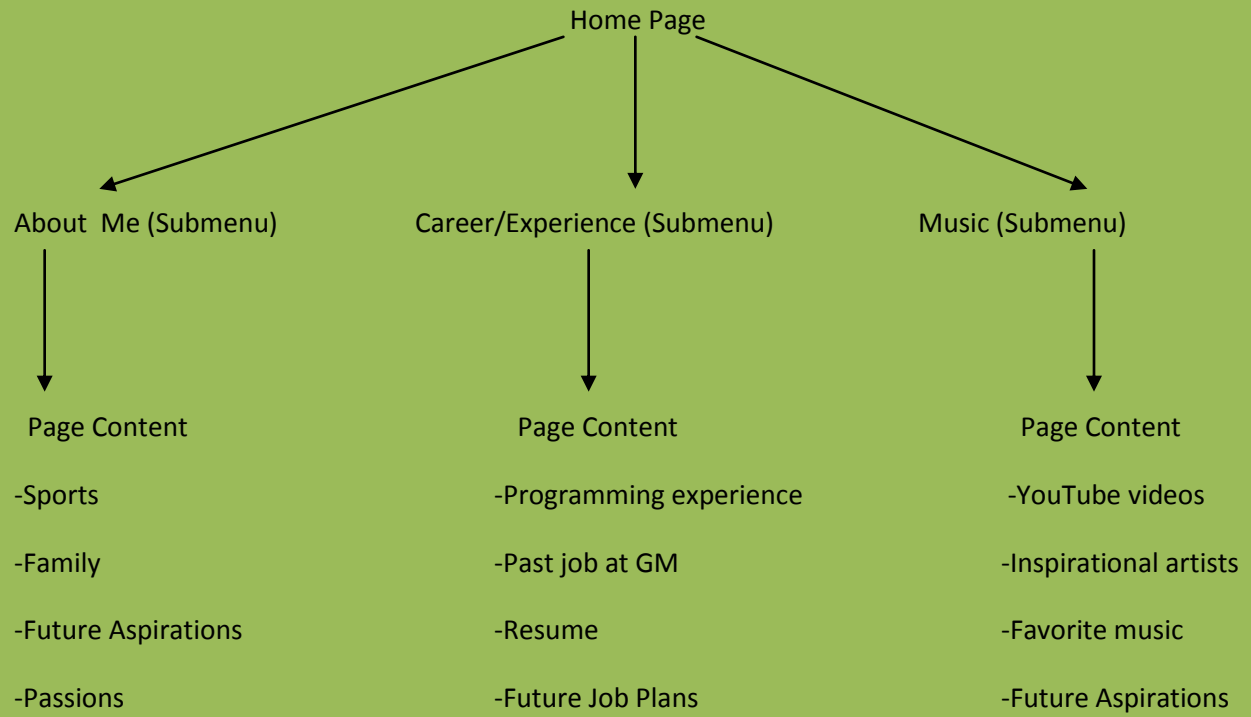 Home Page
About  Me (Submenu)
Career/Experience (Submenu)
Music (Submenu)
Page Content
-Sports
-Family
-Future Aspirations
-Passions
Page Content
-Programming experience
-Past job at GM
-Resume
-Future Job Plans
Page Content
-YouTube videos
-Inspirational artists
-Favorite music
-Future Aspirations